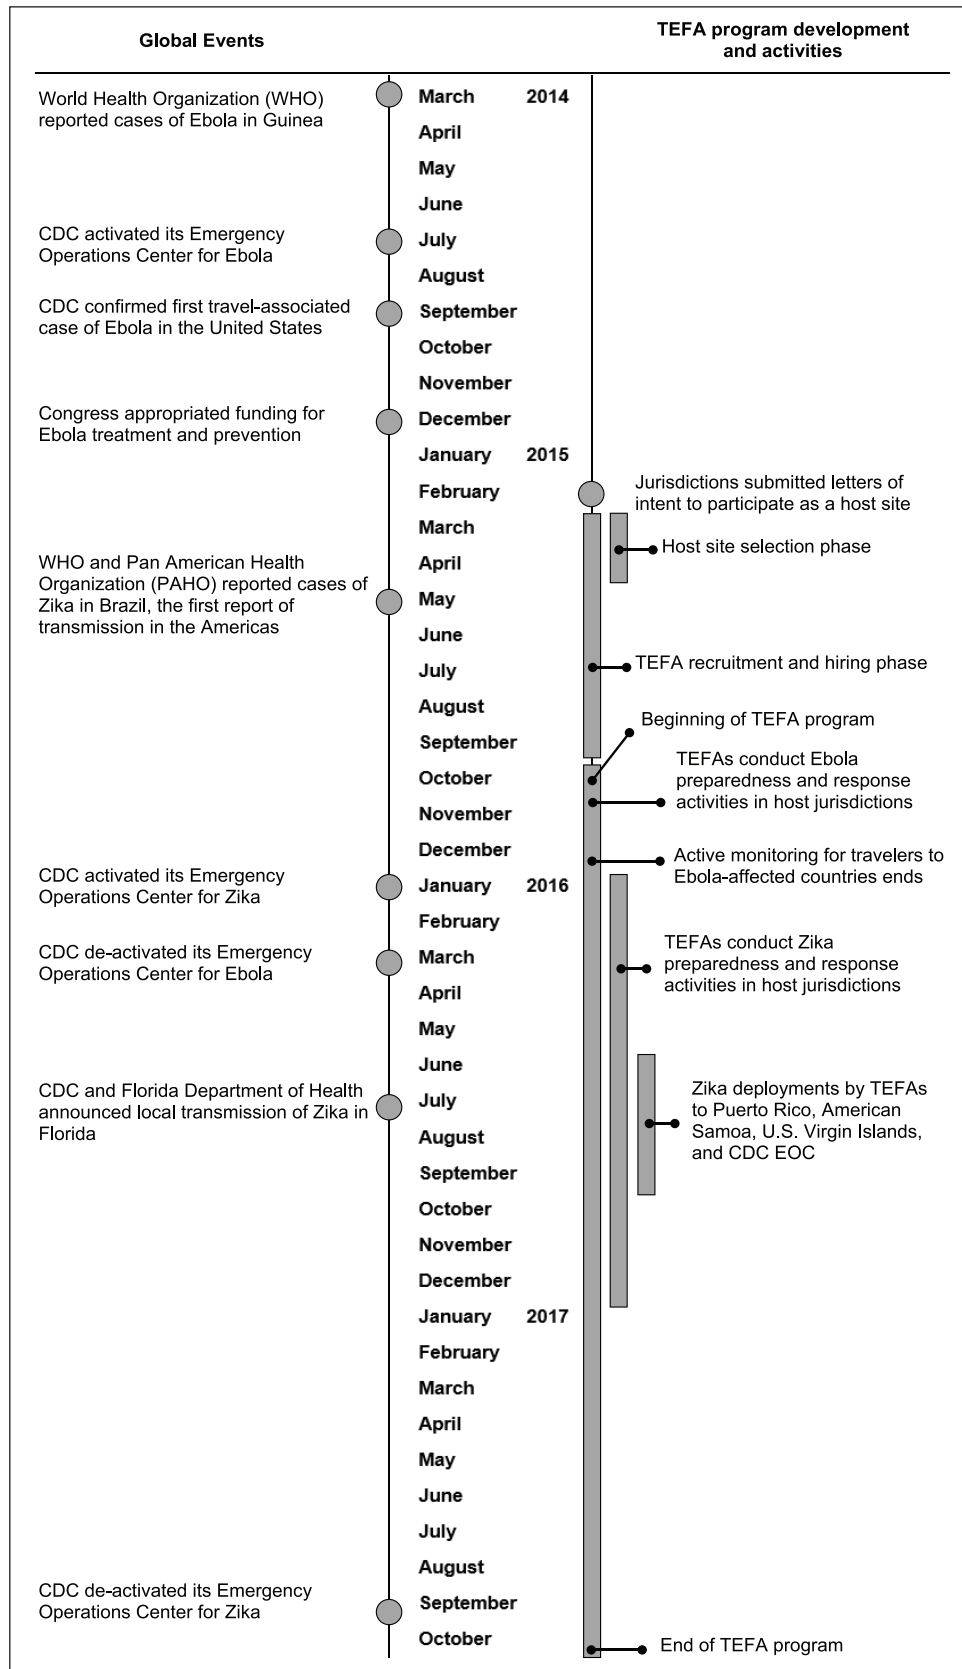 Global Events
TEFA program development
and activities
World Health Organization (WHO)
reported cases of Ebola in Guinea
March 2014
April
May
June
CDC activated its Emergency
Operations Center for Ebola
July
August
CDC confirmed first travel-associated
case of Ebola in the United States
September
October
November
Congress appropriated funding for
Ebola treatment and prevention
December
January 2015
February
Jurisdictions submitted letters of
intent to participate as a host site
March
Host site selection phase
April
WHO and Pan American Health
Organization (PAHO) reported cases of
Zika in Brazil, the first report of
transmission in the Americas
May
June
July
TEFA recruitment and hiring phase
August
Beginning of TEFA program
September
October
TEFAs conduct Ebola
preparedness and response
activities in host jurisdictions
November
December
Active monitoring for travelers to
Ebola-affected countries ends
CDC activated its Emergency
Operations Center for Zika
January 2016
February
CDC de-activated its Emergency
Operations Center for Ebola
March
TEFAs conduct Zika
preparedness and response
activities in host jurisdictions
April
May
June
CDC and Florida Department of Health
announced local transmission of Zika in
Florida
July
Zika deployments by TEFAs
to Puerto Rico, American
Samoa, U.S. Virgin Islands,
and CDC EOC
August
September
October
November
December
January 2017
February
March
April
May
June
July
August
CDC de-activated its Emergency
Operations Center for Zika
September
October
End of TEFA program